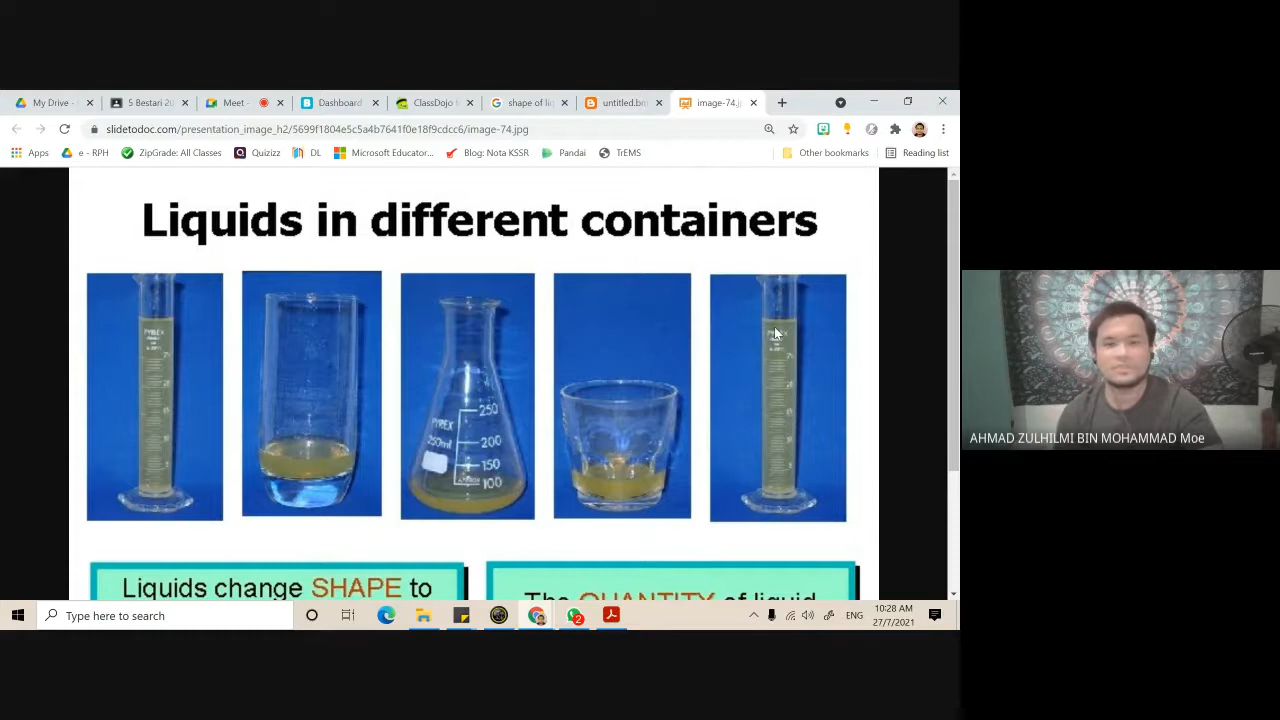 My Drive -
5 Bestari 20
Meet -
Dashboard
ClassDojo f
shape of liq
untitled.bm
image-74.j
slidetodoc.com/presentation_image_h2/5699f1804e5c5a4b7641f0e18f9cdcc6/image-74.jpg
Apps
e - RPH
ZipGrade: All Classes
Quizizz
DL
Microsoft Educator...
Blog: Nota KSSR
Pandai
TrEMS
Other bookmarks
Reading list
Liquids in different containers
PYREX
250ml
250
200
150
100
Liquids change SHAPE to
The QUANTITY of liquid
AHMAD ZULHILMI BIN MOHAMMAD Moe
Type here to search
2
ENG
10:28 AM
27/7/2021